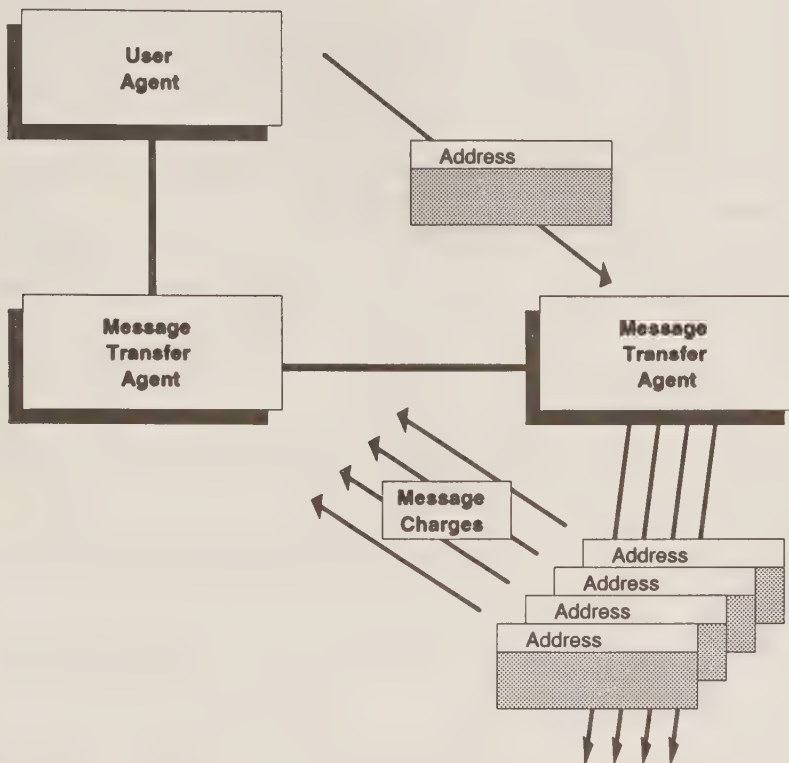 User
Agent
Address
Message
Transfer
Agent
Message
Transfer
Agent
Message
Charges
Address
Address
Address
Address